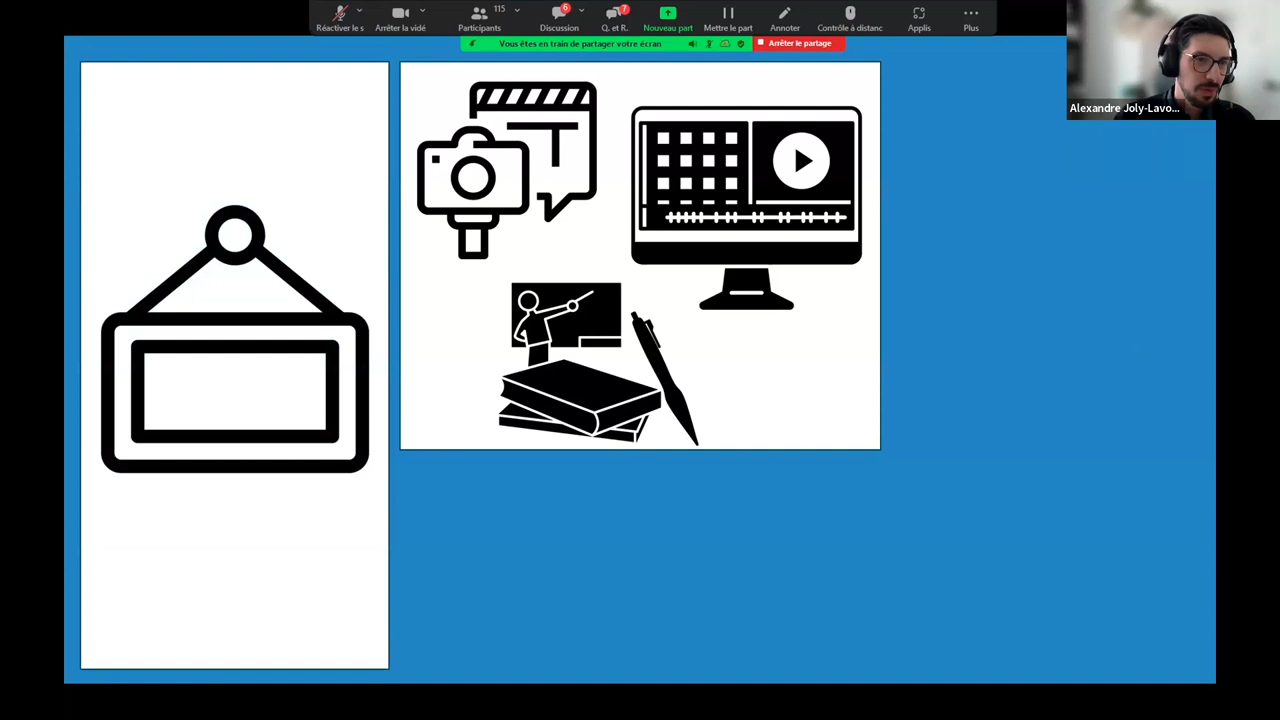 Réactiver le s
Arrêter la vidé
115
Participants
6
Discussion
7
Q. et R.
Nouveau part
Mettre le part
Annoter
Contrôle à distanc
Applis
Plus
Vous êtes en train de partager votre écran
Arrêter le partage
Alexandre Joly-Lavo...
T